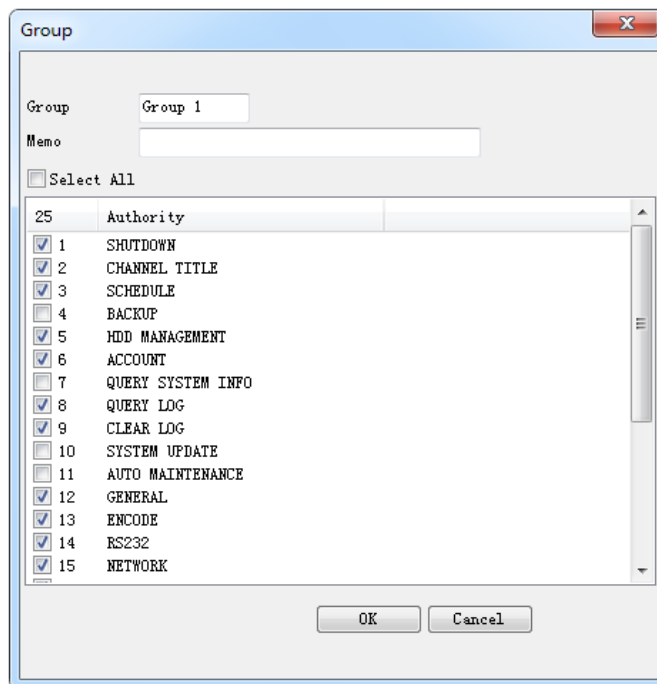 Group
Group Group 1
Memo
Select All
25 Authority
1 SHUTDOWN
2 CHANNEL TITLE
3 SCHEDULE
4 BACKUP
5 HDD MANAGEMENT
6 ACCOUNT
7 QUERY SYSTEM INFO
8 QUERY LOG
9 CLEAR LOG
10 SYSTEM UPDATE
11 AUTO MAINTENANCE
12 GENERAL
13 ENCODE
14 RS232
15 NETWORK
OK Cancel